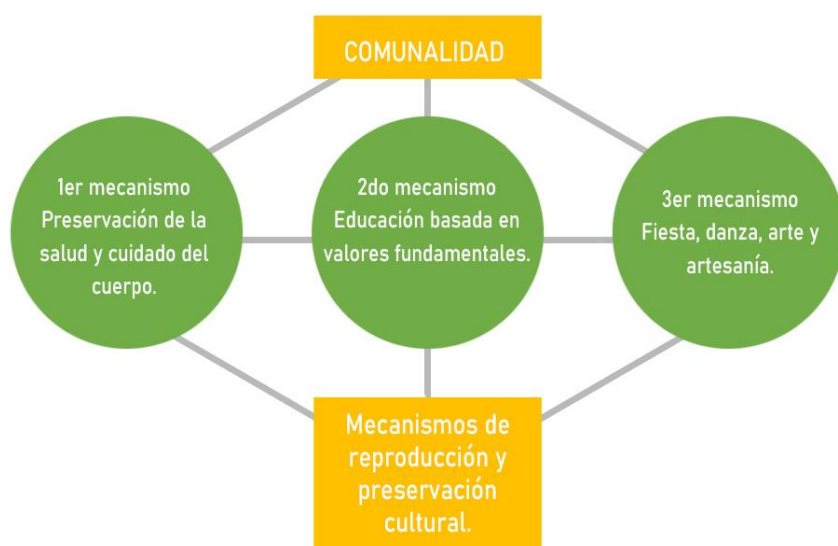 COMUNALIDAD
1er mecanismo
Preservación de la
salud y cuidado del
cuerpo.
2do mecanismo
Educación basada en
valores fundamentales.
3er mecanismo
Fiesta, danza, arte y
artesanía.
Mecanismos de
reproducción y
preservación
cultural.